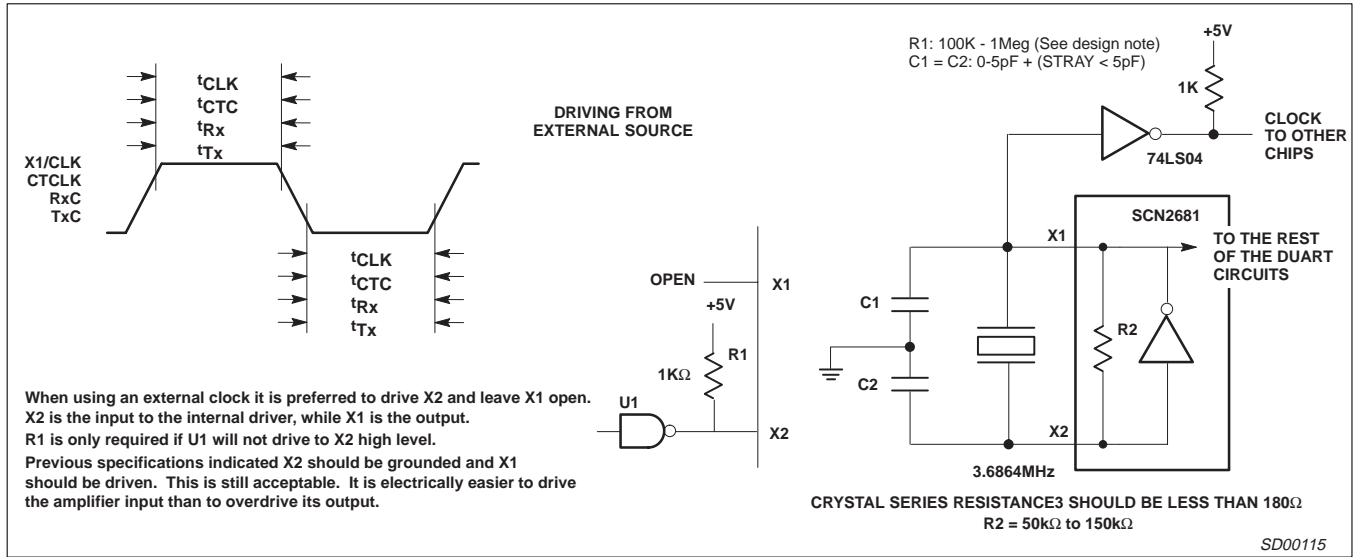 tCLK
tCTC
tRx
tTx
X1/CLK
CTCLK
RxC
TxC
tCLK
tCTC
tRx
tTx
When using an external clock it is preferred to drive X2 and leave X1 open.
X2 is the input to the internal driver, while X1 is the output.
R1 is only required if U1 will not drive to X2 high level.
Previous specifications indicated X2 should be grounded and X1
should be driven. This is still acceptable. It is electrically easier to drive
the amplifier input than to overdrive its output.
DRIVING FROM
EXTERNAL SOURCE
OPEN
X1
+5V
R1
1KΩ
U1
X2
R1: 100K - 1Meg (See design note)
C1 = C2: 0-5pF + (STRAY < 5pF)
+5V
1K
CLOCK
TO OTHER
CHIPS
74LS04
SCN2681
X1
TO THE REST
OF THE DUART
CIRCUITS
C1
R2
C2
X2
3.6864MHz
CRYSTAL SERIES RESISTANCE3 SHOULD BE LESS THAN 180Ω
R2 = 50kΩ to 150kΩ
SD00115